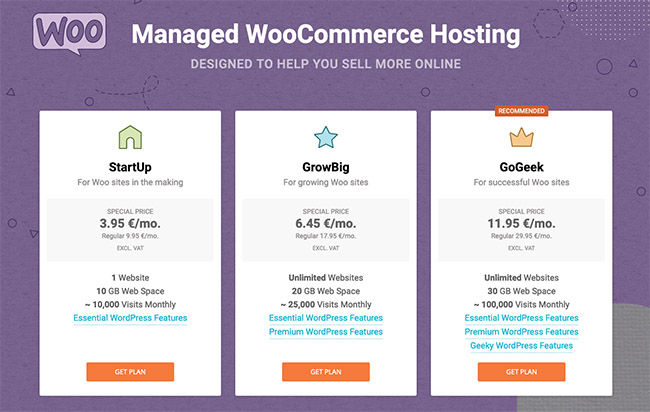 Woo
Managed WooCommerce Hosting
DESIGNED TO HELP YOU SELL MORE ONLINE
StartUp
For Woo sites in the making
SPECIAL PRICE
3.95 €/mo.
Regular 9.95 €/mo.
EXCL. VAT
1 Website
10 GB Web Space
~ 10,000 Visits Monthly
Essential WordPress Features
GET PLAN
GrowBig
For growing Woo sites
SPECIAL PRICE
6.45 €/mo.
Regular 17.95 €/mo.
EXCL. VAT
Unlimited Websites
20 GB Web Space
~ 25,000 Visits Monthly
Essential WordPress Features
Premium WordPress Features
GET PLAN
RECOMMENDED
GoGeek
For successful Woo sites
SPECIAL PRICE
11.95 €/mo.
Regular 29.95 €/mo.
EXCL. VAT
Unlimited Websites
30 GB Web Space
~ 100,000 Visits Monthly
Essential WordPress Features
Premium WordPress Features
Geeky WordPress Features
GET PLAN